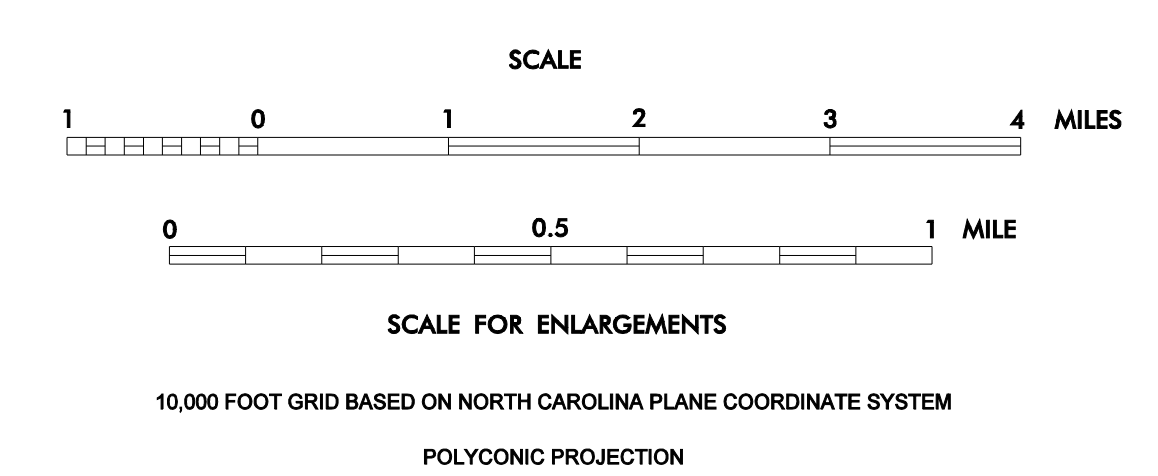 SCALE
1 0 1 2 3 4 MILES
0 0.5 1 MILE
SCALE FOR ENLARGEMENTS
10,000 FOOT GRID BASED ON NORTH CAROLINA PLANE COORDINATE SYSTEM
POLYCONIC PROJECTION